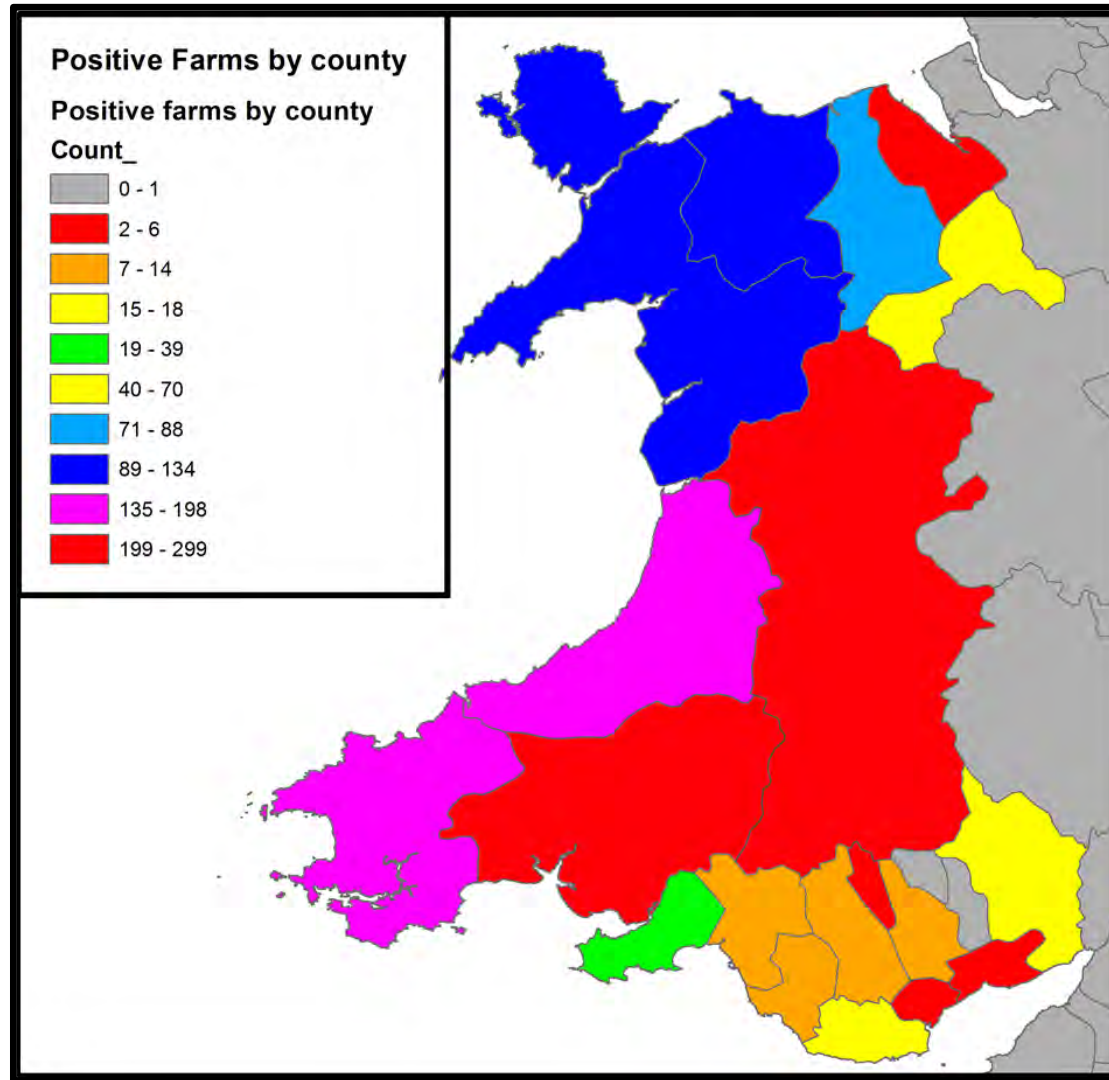 Positive Farms by county
Positive farms by county
Count_
0 - 1
2 - 6
7 - 14
15 - 18
19 - 39
40 - 70
71 - 88
89 - 134
135 - 198
199 - 299